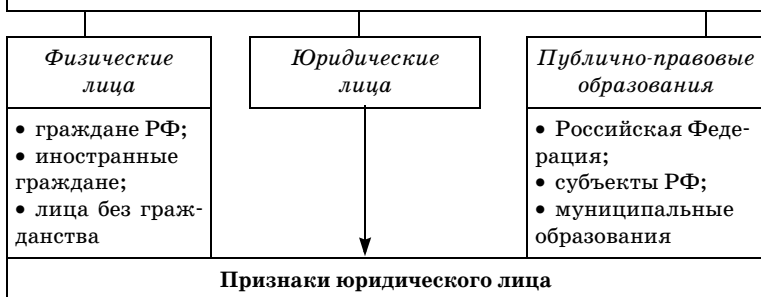 Физические
лица
Юридические
лица
Публично-правовые
образования
• граждане РФ;
• иностранные
граждане;
• лица без граж-
данства
• Российская Феде-
рация;
• субъекты РФ;
• муниципальные
образования
Признаки юридического лица